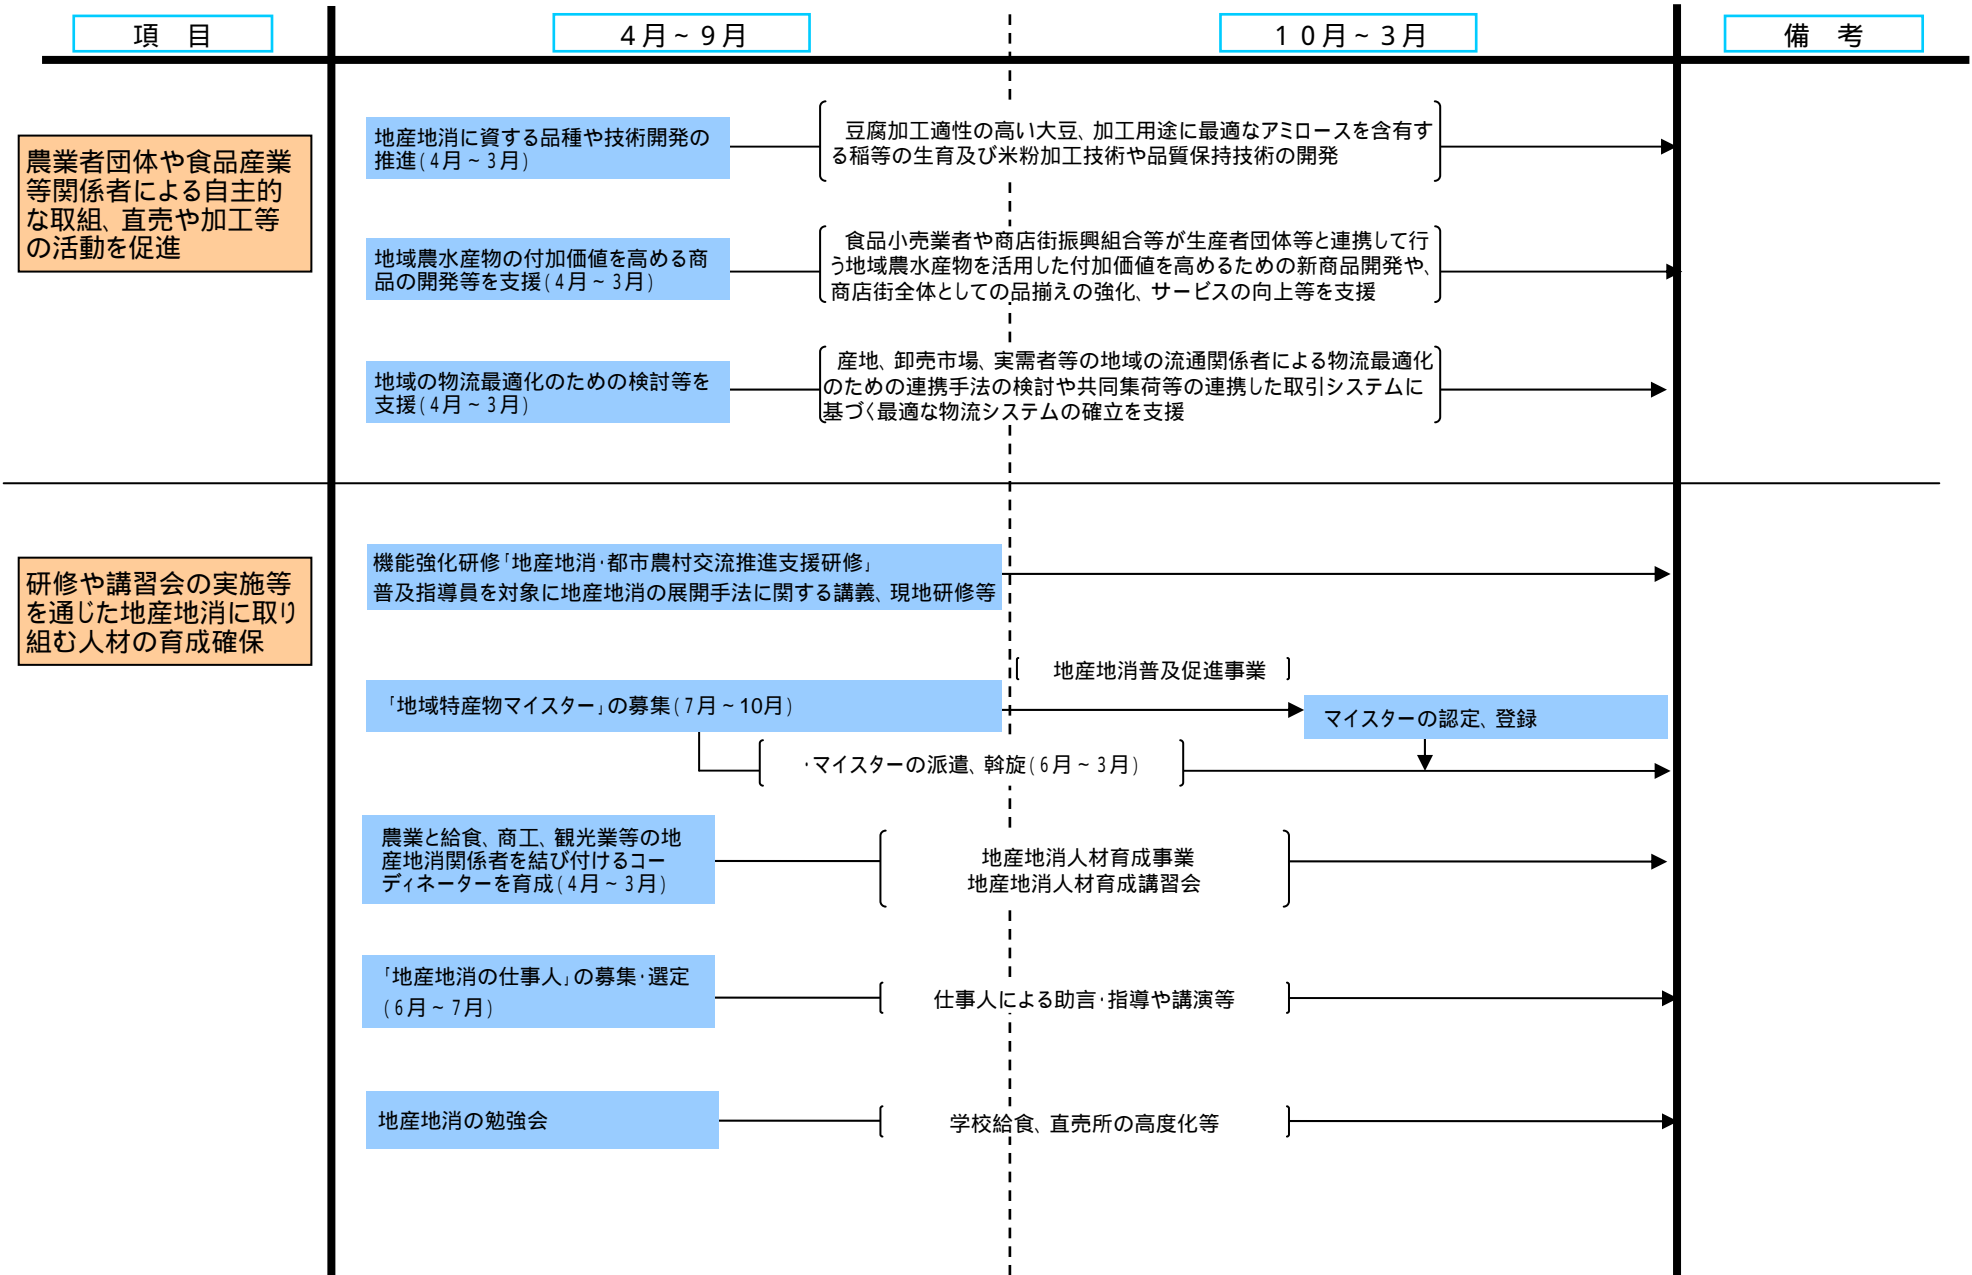 項　目
４月~９月
１０月~３月
備　考
農業者団体や食品産業
等関係者による自主的
な取組、直売や加工等
の活動を促進
地産地消に資する品種や技術開発の
推進(4月~3月)
豆腐加工適性の高い大豆、加工用途に最適なアミロースを含有す
る稲等の生育及び米粉加工技術や品質保持技術の開発
地域農水産物の付加価値を高める商
品の開発等を支援(4月~3月)
食品小売業者や商店街振興組合等が生産者団体等と連携して行
う地域農水産物を活用した付加価値を高めるための新商品開発や、
商店街全体としての品揃えの強化、サービスの向上等を支援
地域の物流最適化のための検討等を
支援(4月~3月)
産地、卸売市場、実需者等の地域の流通関係者による物流最適化
のための連携手法の検討や共同集荷等の連携した取引システムに
基づく最適な物流システムの確立を支援
研修や講習会の実施等
を通じた地産地消に取り
組む人材の育成確保
機能強化研修「地産地消・都市農村交流推進支援研修」
普及指導員を対象に地産地消の展開手法に関する講義、現地研修等
地産地消普及促進事業
「地域特産物マイスター」の募集(7月~10月)
マイスターの認定、登録
・マイスターの派遣、斡旋(6月~3月)
農業と給食、商工、観光業等の地
産地消関係者を結び付けるコー
ディネーターを育成(4月~3月)
地産地消人材育成事業
地産地消人材育成講習会
「地産地消の仕事人」の募集・選定
(6月~7月)
仕事人による助言・指導や講演等
地産地消の勉強会
学校給食、直売所の高度化等